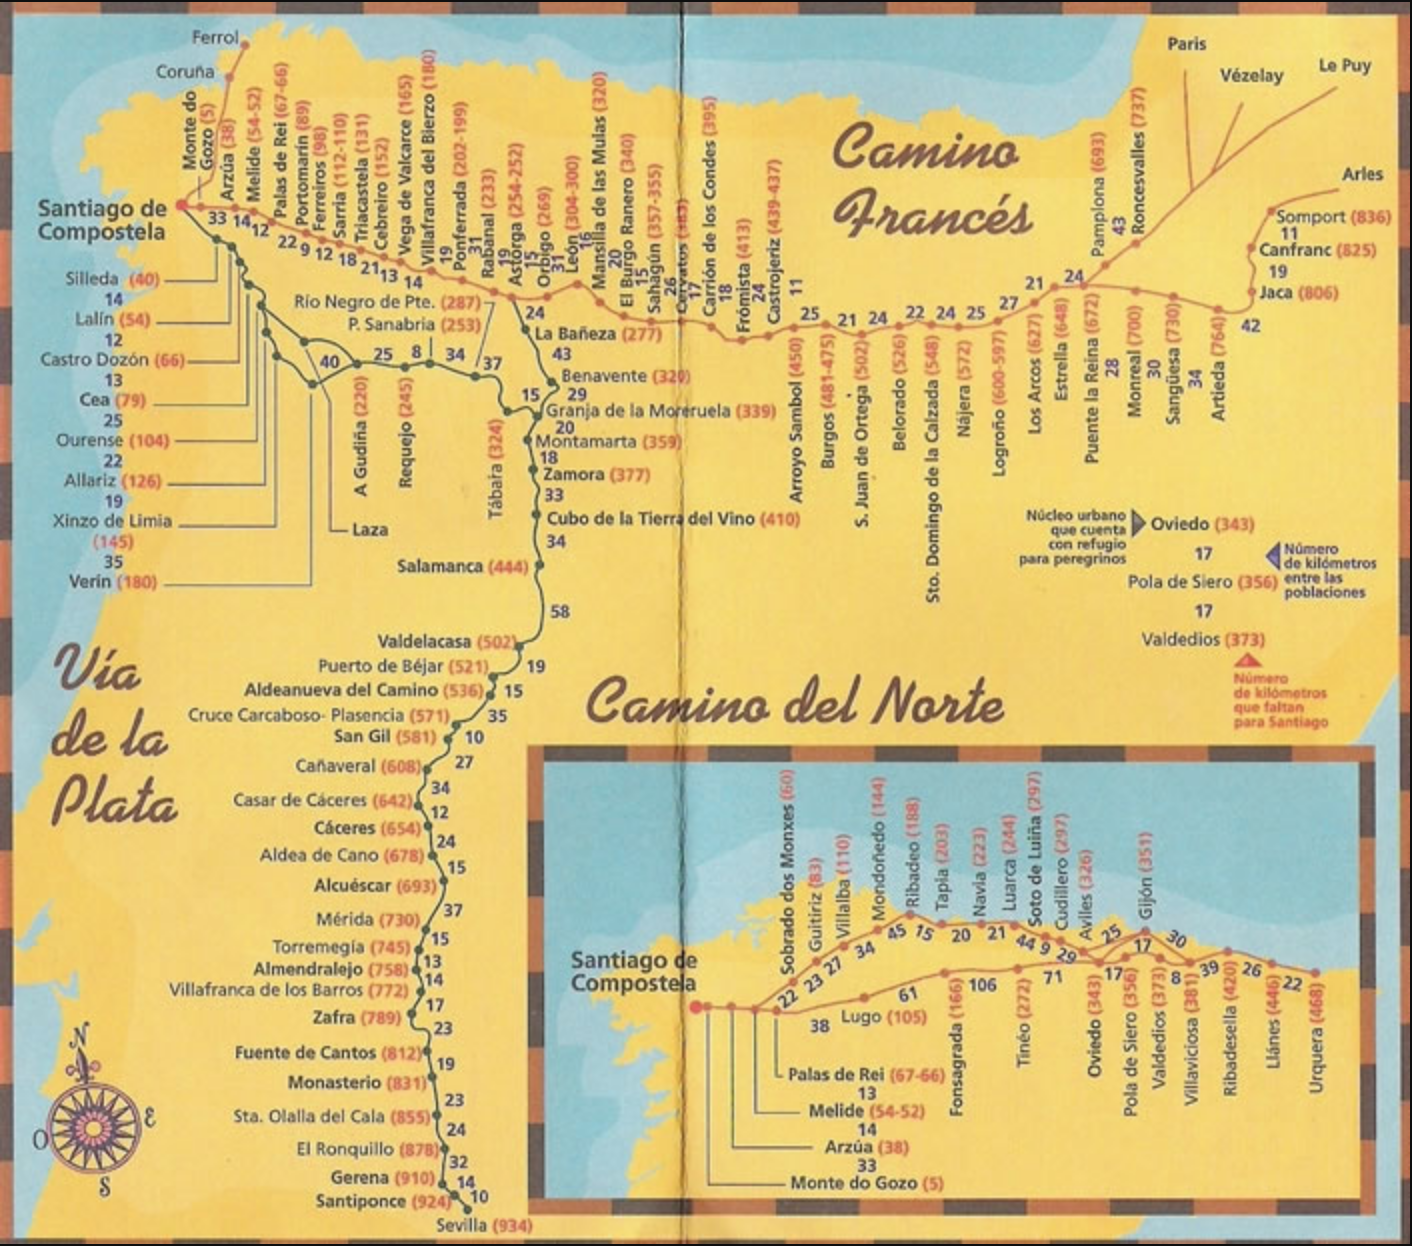 Ferrol
Coruña
Monte do
Gozo (5)
Arzúa (38)
Melide (54-52)
Palas de Rei (67-66)
Portomarín (89)
Ferreiros (98)
Sarria (112-110)
Triacastela (131)
Cebreiro (152)
Vega de Valcarce (165)
Villafranca del Bierzo (180)
Ponferrada (202-199)
Rabanal (233)
Astorga (254-252)
Orbigo (269)
León (304-300)
Mansilla de las Mulas (320)
El Burgo Ranero (340)
Sahagún (357-355)
Cervatos (383)
Carrión de los Condes (395)
Frómista (413)
Castrojeriz (439-437)
Camino
Francés
Pamplona (693)
43
Roncesvalles (737)
Paris
Vézelay
Le Puy
Arles
Somport (836)
11
Canfranc (825)
19
Jaca (806)
42
Santiago de
Compostela
33 14 12 22 9 12 18 21 13 14 19 31 19 15 31 16 20 15 26 17 18 24 11 25 21 24 22 24 25 27 21 24
Arroyo Sambol (450)
Burgos (481-475)
S. Juan de Ortega (502)
Belorado (526)
Sto. Domingo de la Calzada (548)
Nájera (572)
Logroño (600-597)
Los Arcos (627)
Estrella (648)
Puente la Reina (672)
28
Monreal (700)
30
Sangüesa (730)
34
Artieda (764)
Silleda (40)
14
Lalín (54)
12
Castro Dozón (66)
13
Cea (79)
25
Ourense (104)
22
Allariz (126)
19
Xinzo de Limia
(145)
35
Verín (180)
Laza
Río Negro de Pte. (287)
P. Sanabria (253)
40 25 8 34 37
A Gudiña (220)
Requejo (245)
Tábara (324)
24
La Bañeza (277)
43
Benavente (320)
15 29
Granja de la Moreruela (339)
20
Montamarta (359)
18
Zamora (377)
33
Cubo de la Tierra del Vino (410)
34
Salamanca (444)
58
Valdelacasa (502)
19
Puerto de Béjar (521)
15
Aldeanueva del Camino (536)
35
Cruce Carcaboso- Plasencia (571)
10
San Gil (581)
27
Cañaveral (608)
34
Casar de Cáceres (642)
12
Cáceres (654)
24
Aldea de Cano (678)
15
Alcuéscar (693)
37
Mérida (730)
15
Torremegía (745)
13
Almendralejo (758)
14
Villafranca de los Barros (772)
17
Zafra (789)
23
Fuente de Cantos (812)
19
Monasterio (831)
23
Sta. Olalla del Cala (855)
24
El Ronquillo (878)
32
Gerena (910)
14
Santiponce (924)
10
Sevilla (934)
Vía
de la
Plata
N
E
S
O
Núcleo urbano
que cuenta
con refugio
para peregrinos
Oviedo (343)
17
Pola de Siero (356)
17
Valdedios (373)
Número
de kilómetros
entre las
poblaciones
Número
de kilómetros
que faltan
para Santiago
Camino del Norte
Santiago de
Compostela
Sobrado dos Monxes (60)
Guitiriz (83)
Villalba (110)
Mondoñedo (144)
Ribadeo (188)
Tapia (203)
Navia (223)
Luarca (244)
Soto de Luiña (297)
Cudillero (297)
Aviles (326)
Gijón (351)
22 23 27 34 45 15 20 21 44 9 29 25 17 30
38 61 106 71 17 8 39 26 22
Lugo (105)
Fonsagrada (166)
Tinéo (272)
Oviedo (343)
Pola de Siero (356)
Valdedios (373)
Villaviciosa (381)
Ribadesella (420)
Llánes (446)
Urquera (468)
Palas de Rei (67-66)
13
Melide (54-52)
14
Arzúa (38)
33
Monte do Gozo (5)